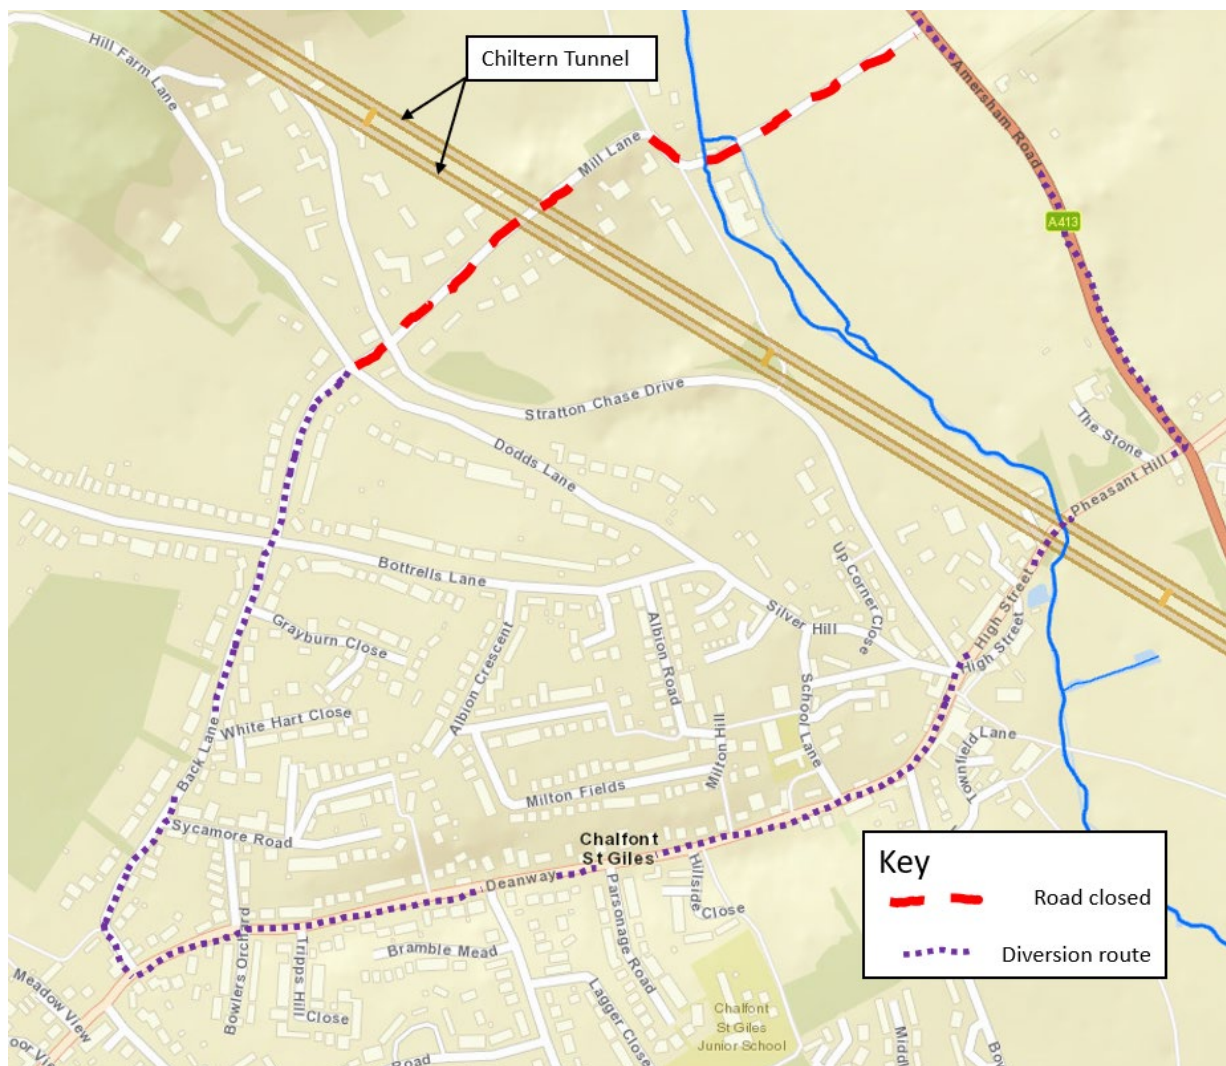 Chiltern Tunnel
Hill Farm Lane
Mill Lane
Amersham Road
A413
Stratton Chase Drive
Dodds Lane
The Stone
Pheasant Hill
Bottrells Lane
Up Corner Close
High Street
High Street
Silver Hill
Grayburn Close
Albion Crescent
Albion Road
School Lane
White Hart Close
Back Lane
Milton Hill
Townfield Lane
Milton Fields
Sycamore Road
Chalfont
St Giles
Deanway
Hillside
Close
Parsonage Road
Bowlers Orchard
Tripps Hill
Close
Bramble Mead
Lagger Close
Meadow View
oor Vi
Road
Chalfont
St Giles
Junior School
Middl
Bow
Key
Road closed
Diversion route